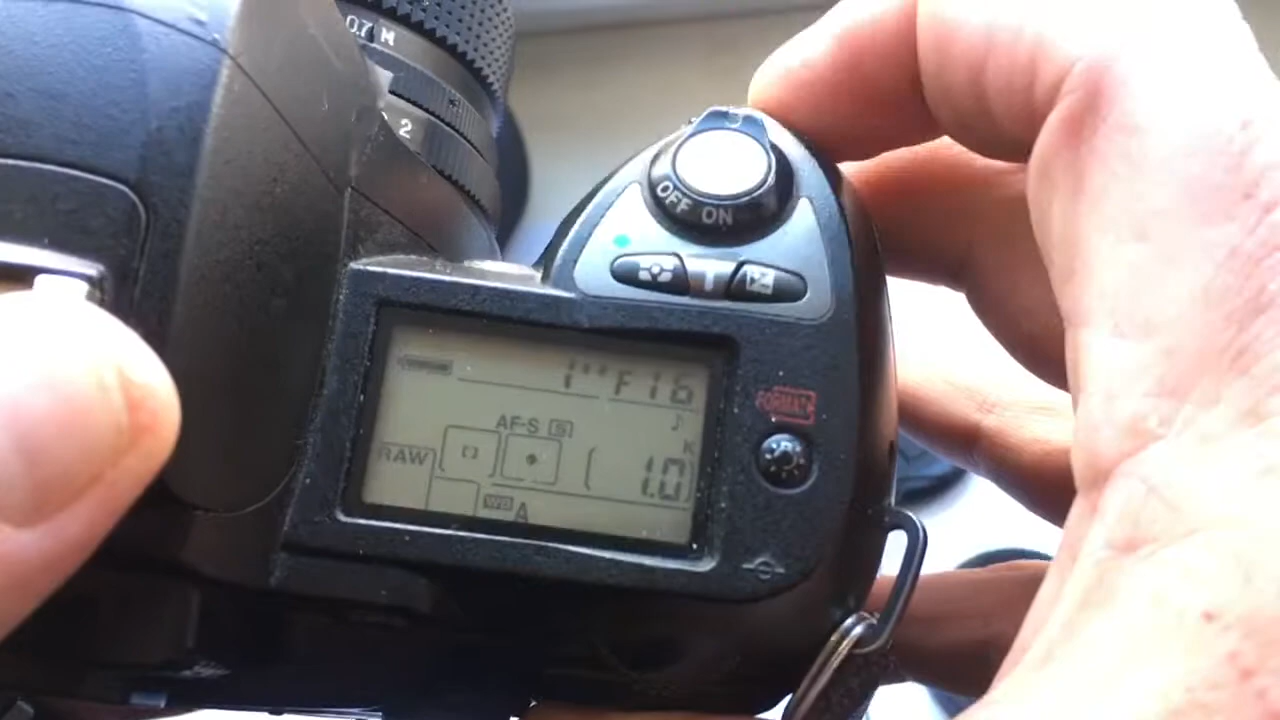 0.7 M
2
OFF ON
1" F16
AF-S [S]
K
RAW
[1.0]
WB A
FORMAT